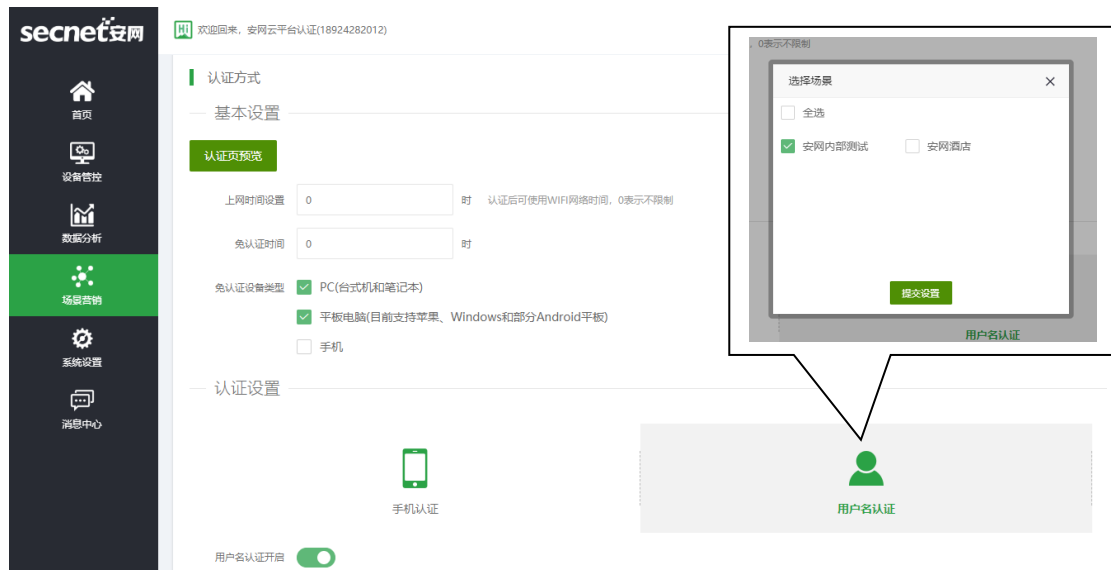 secnet安网
Hi 欢迎回来，安网云平台认证(18924282012)
首页
设备管控
数据分析
场景营销
系统设置
消息中心
认证方式
基本设置
认证页预览
上网时间设置 0 时 认证后可使用WIFI网络时间，0表示不限制
免认证时间 0 时
免认证设备类型 PC(台式机和笔记本)
平板电脑(目前支持苹果、Windows和部分Android平板)
手机
认证设置
手机认证
用户名认证
用户名认证开启
，0表示不限制
选择场景
全选
安网内部测试 安网酒店
提交设置
用户名认证